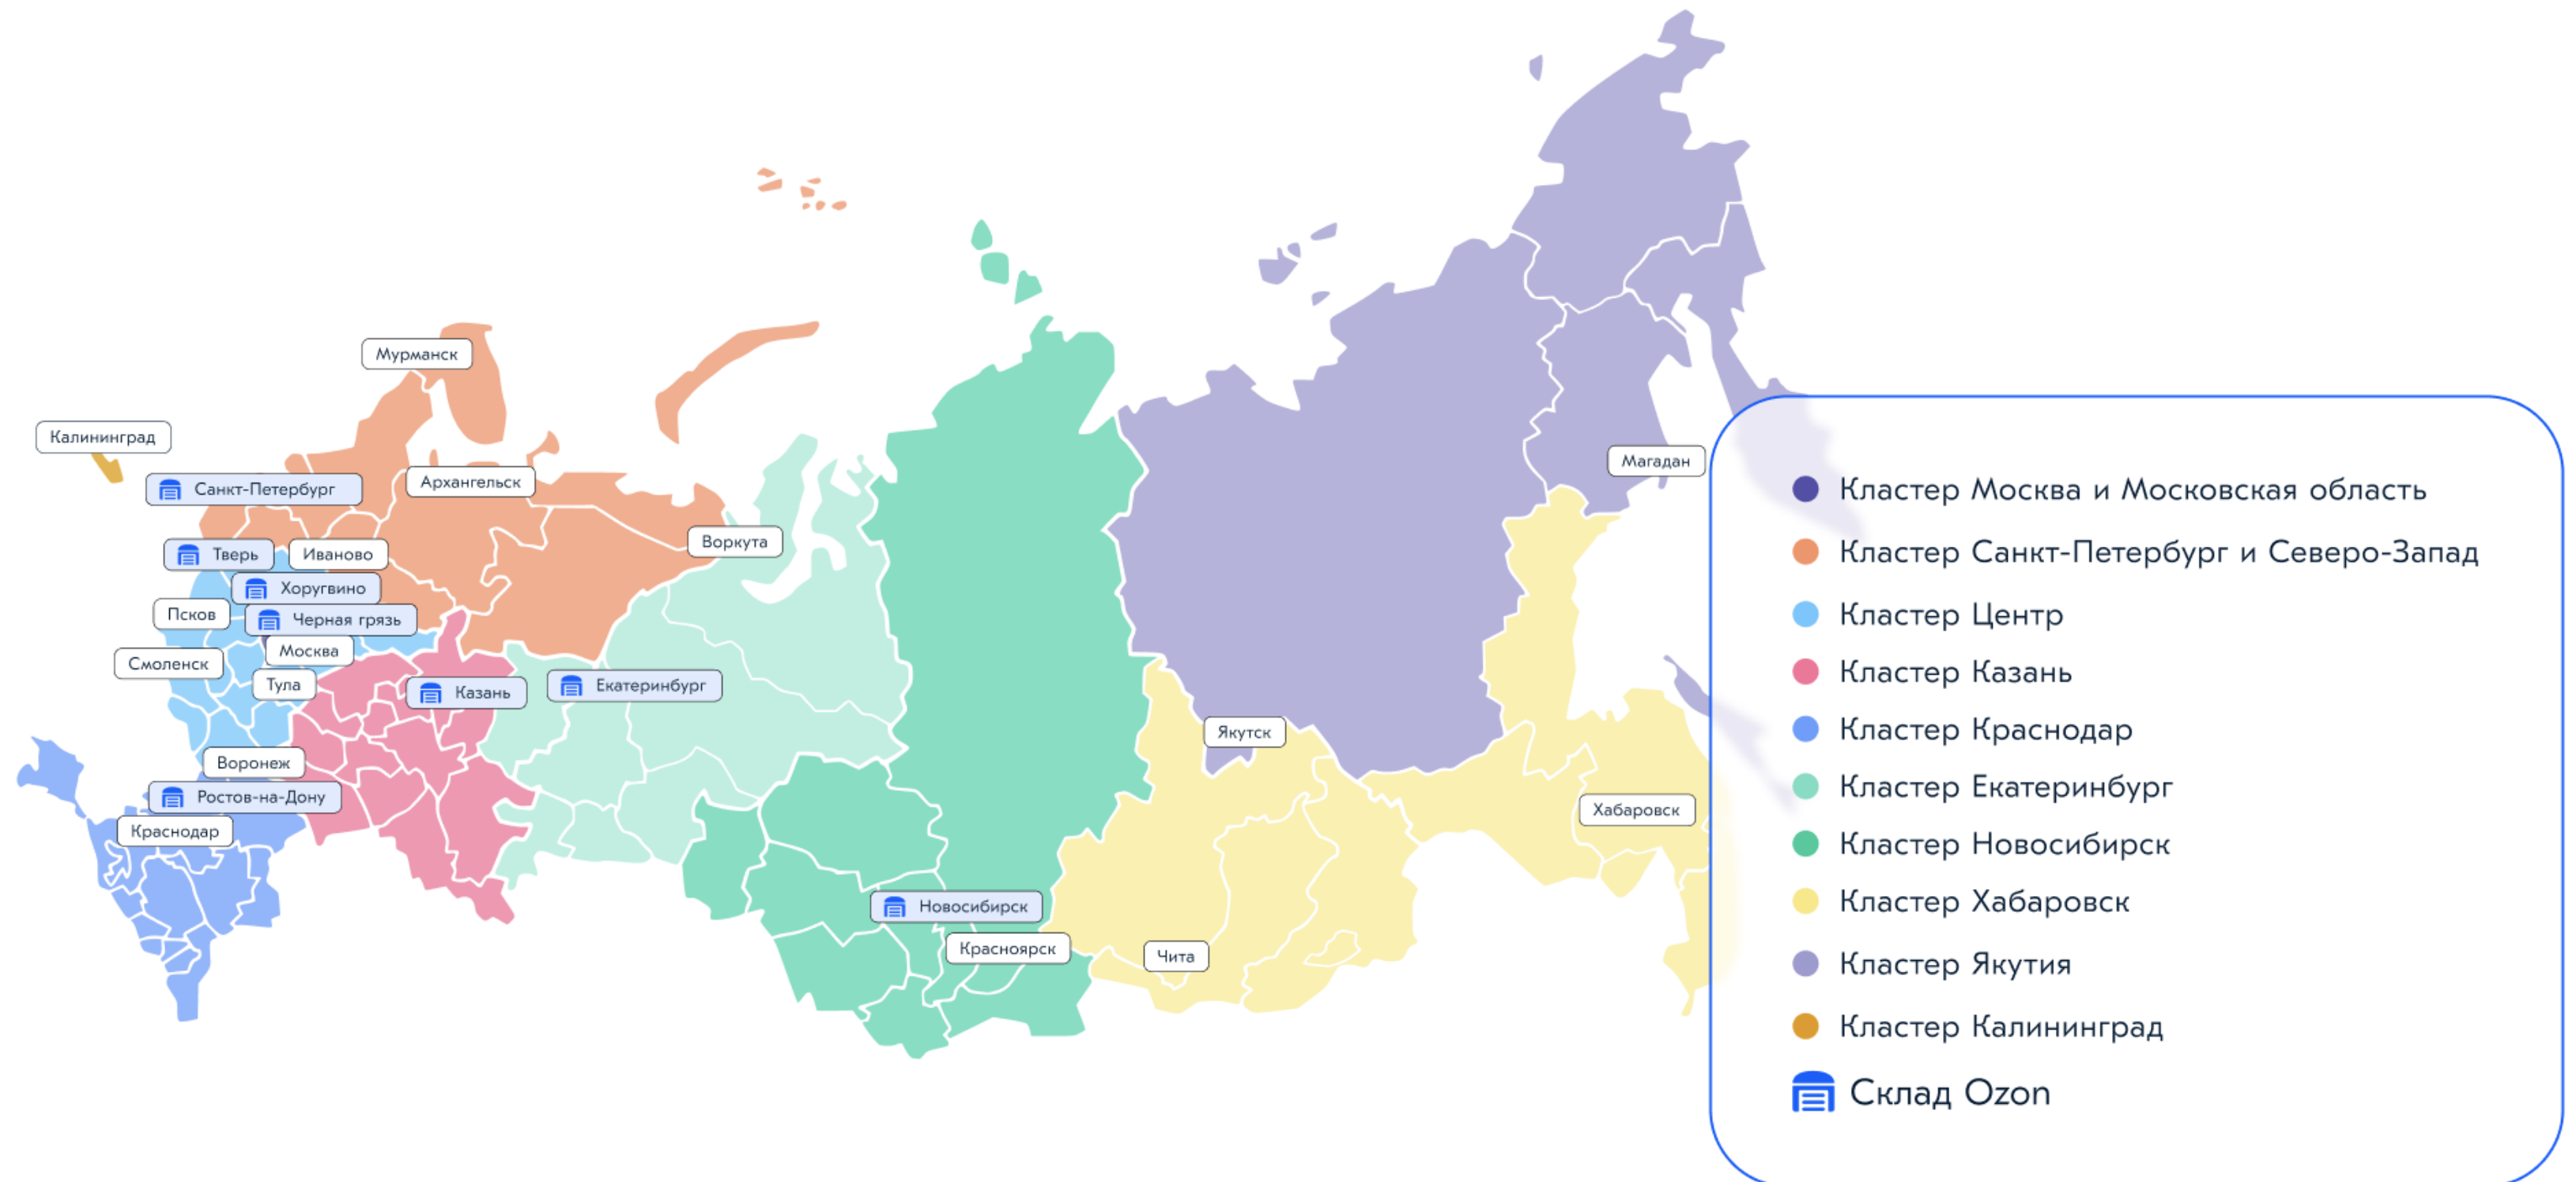 Мурманск
Калининград
Архангельск
Санкт-Петербург
Воркута
Тверь
Иваново
Хоругвино
Псков
Черная грязь
Москва
Смоленск
Тула
Казань
Екатеринбург
Воронеж
Ростов-на-Дону
Краснодар
Новосибирск
Красноярск
Чита
Якутск
Магадан
Хабаровск
Кластер Москва и Московская область
Кластер Санкт-Петербург и Северо-Запад
Кластер Центр
Кластер Казань
Кластер Краснодар
Кластер Екатеринбург
Кластер Новосибирск
Кластер Хабаровск
Кластер Якутия
Кластер Калининград
Склад Ozon